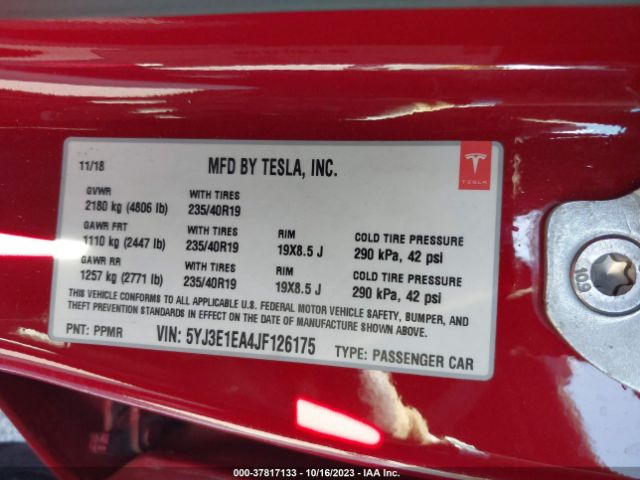 11/18 MFD BY TESLA, INC.
TESLA
GVWR WITH TIRES
2180 kg (4806 lb) 235/40R19
GAWR FRT WITH TIRES RIM COLD TIRE PRESSURE
1110 kg (2447 lb) 235/40R19 19X8.5 J 290 kPa, 42 psi
GAWR RR WITH TIRES RIM COLD TIRE PRESSURE
1257 kg (2771 lb) 235/40R19 19X8.5 J 290 kPa, 42 psi
THIS VEHICLE CONFORMS TO ALL APPLICABLE U.S. FEDERAL MOTOR VEHICLE SAFETY, BUMPER, AND
THEFT PREVENTION STANDARDS IN EFFECT ON THE DATE OF MANUFACTURE SHOWN ABOVE.
PNT: PPMR VIN: 5YJ3E1EA4JF126175 TYPE: PASSENGER CAR
000-37817133 - 10/16/2023 - IAA Inc.